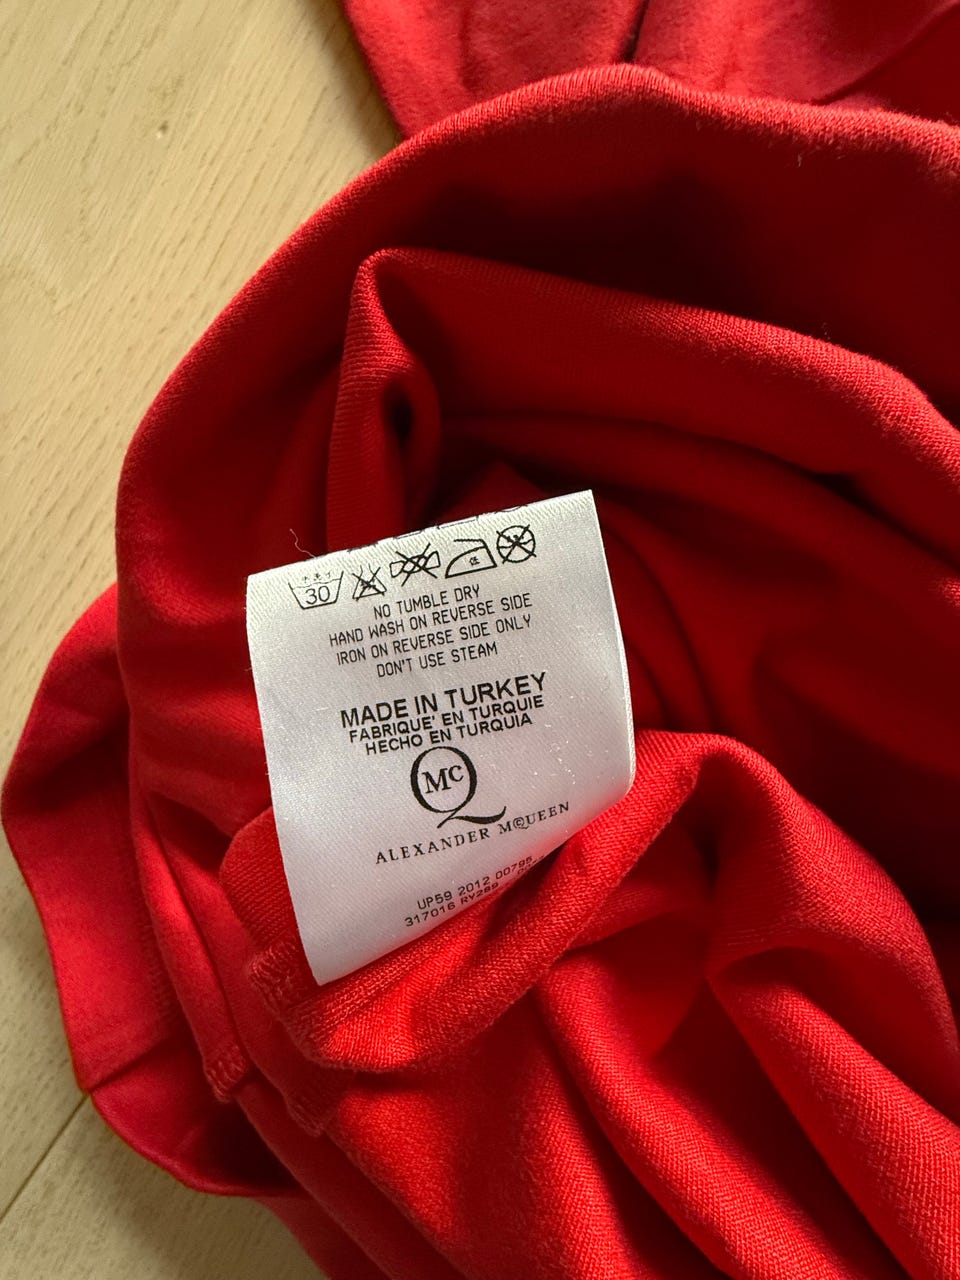 30
NO TUMBLE DRY
HAND WASH ON REVERSE SIDE
IRON ON REVERSE SIDE ONLY
DON'T USE STEAM
MADE IN TURKEY
FABRIQUE' EN TURQUIE
HECHO EN TURQUIA
McQ
ALEXANDER McQUEEN
UP59 2012 00795
317016